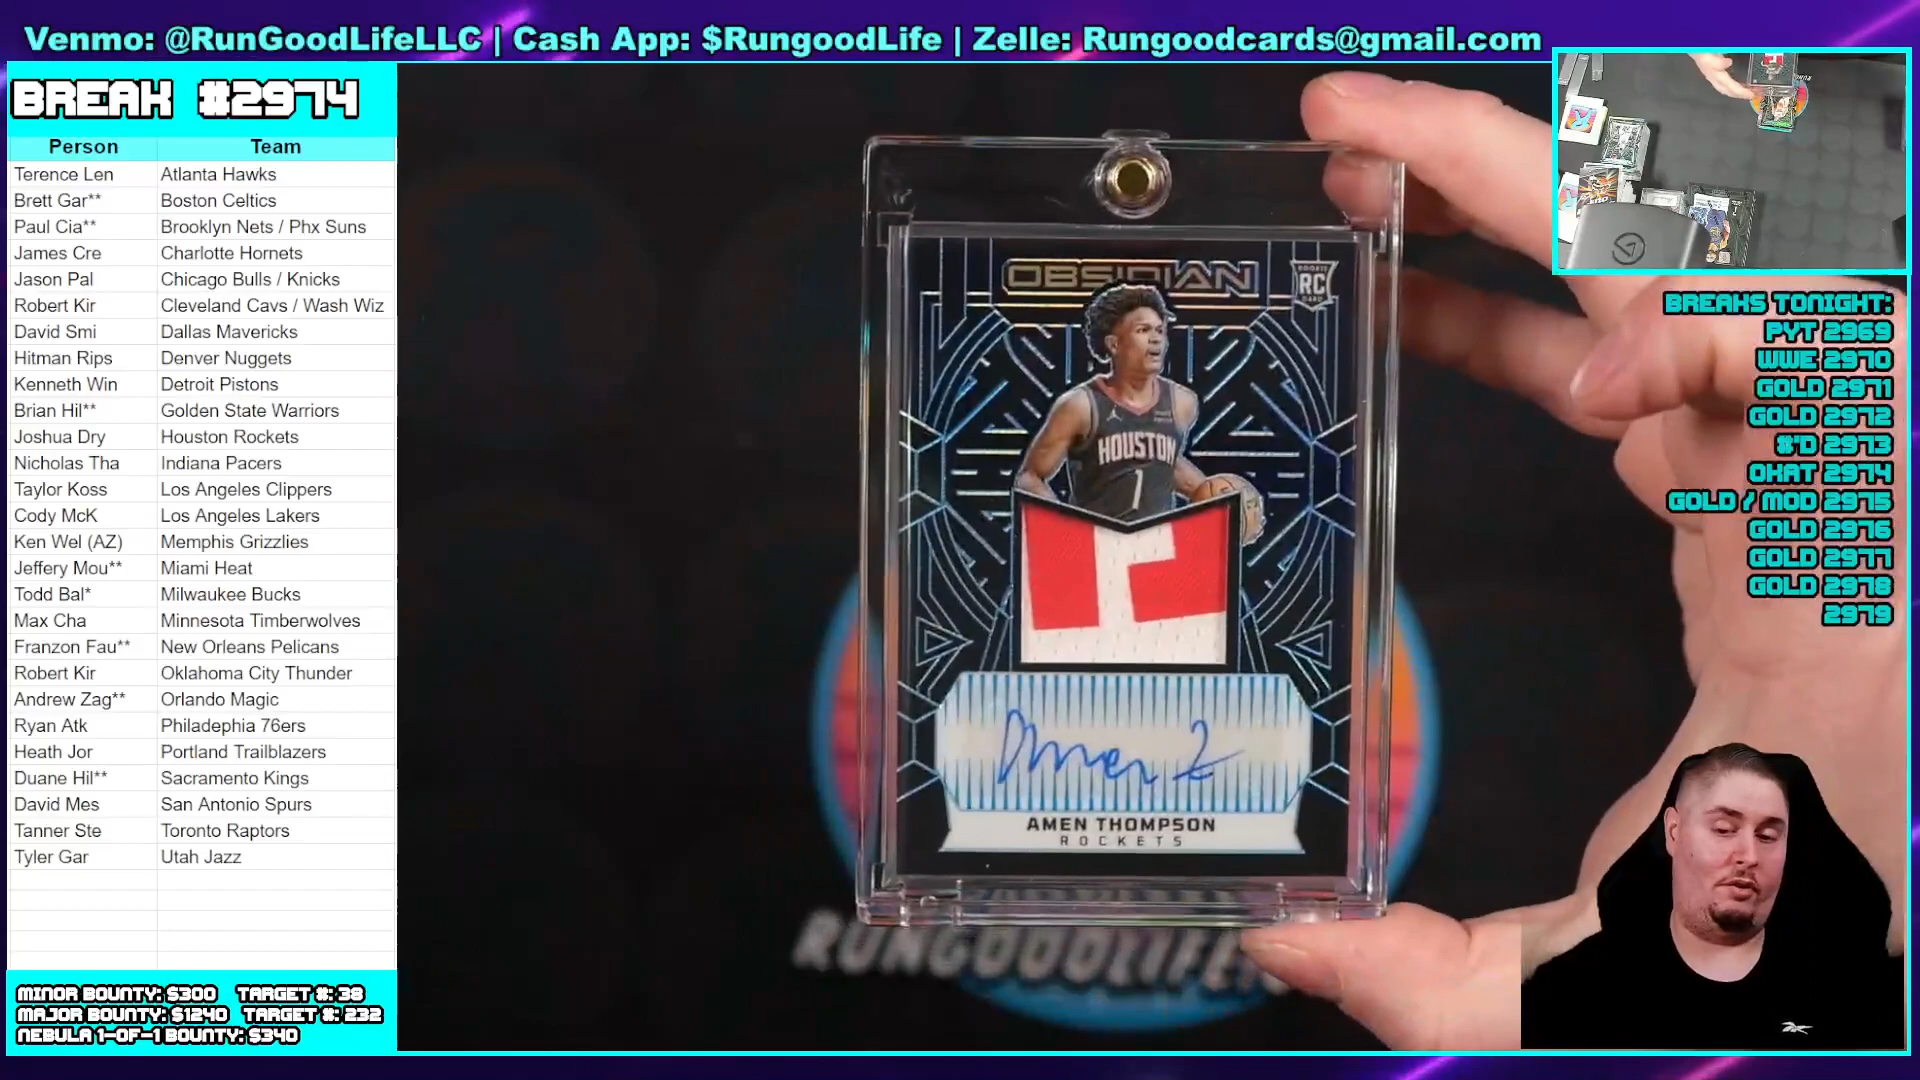 Venmo: @RunGoodLifeLLC | Cash App: $RungoodLife | Zelle: Rungoodcards@gmail.com
BREAK #2974
Person Team
Terence Len Atlanta Hawks
Brett Gar** Boston Celtics
Paul Cia** Brooklyn Nets / Phx Suns
James Cre Charlotte Hornets
Jason Pal Chicago Bulls / Knicks
Robert Kir Cleveland Cavs / Wash Wiz
David Smi Dallas Mavericks
Hitman Rips Denver Nuggets
Kenneth Win Detroit Pistons
Brian Hil** Golden State Warriors
Joshua Dry Houston Rockets
Nicholas Tha Indiana Pacers
Taylor Koss Los Angeles Clippers
Cody McK Los Angeles Lakers
Ken Wel (AZ) Memphis Grizzlies
Jeffery Mou** Miami Heat
Todd Bal* Milwaukee Bucks
Max Cha Minnesota Timberwolves
Franzon Fau** New Orleans Pelicans
Robert Kir Oklahoma City Thunder
Andrew Zag** Orlando Magic
Ryan Atk Philadephia 76ers
Heath Jor Portland Trailblazers
Duane Hil** Sacramento Kings
David Mes San Antonio Spurs
Tanner Ste Toronto Raptors
Tyler Gar Utah Jazz
MINOR BOUNTY: $300 TARGET #: 38
MAJOR BOUNTY: $1240 TARGET #: 232
NEBULA 1-OF-1 BOUNTY: $340
OBSIDIAN
ROOKIE
RC
CARD
HOUSTON
1
Amen
AMEN THOMPSON
ROCKETS
RUNGOODLIFE
BREAKS TONIGHT:
PYT 2969
WWE 2970
GOLD 2971
GOLD 2972
#'D 2973
OKAT 2974
GOLD / MOD 2975
GOLD 2976
GOLD 2977
GOLD 2978
2979